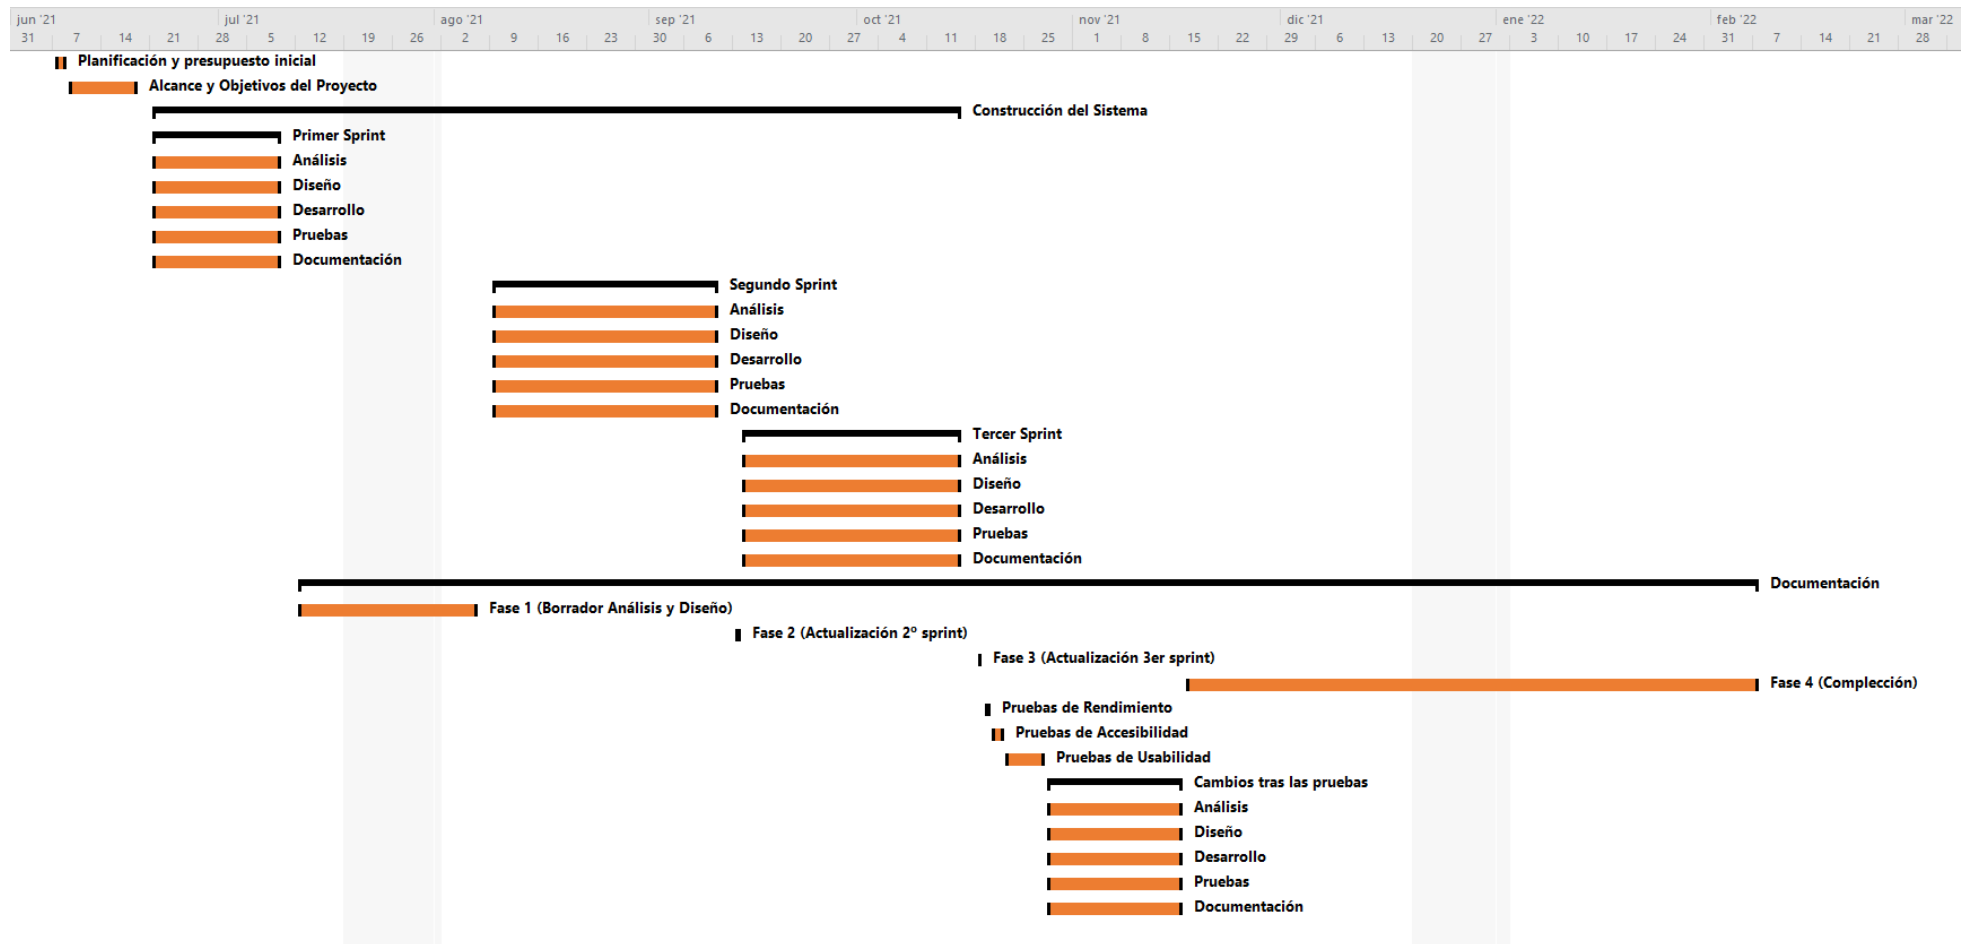 jun '21 jul '21 ago '21 sep '21 oct '21 nov '21 dic '21 ene '22 feb '22 mar '22
31 7 14 21 28 5 12 19 26 2 9 16 23 30 6 13 20 27 4 11 18 25 1 8 15 22 29 6 13 20 27 3 10 17 24 31 7 14 21 28
Planificación y presupuesto inicial
Alcance y Objetivos del Proyecto
Construcción del Sistema
Primer Sprint
Análisis
Diseño
Desarrollo
Pruebas
Documentación
Segundo Sprint
Análisis
Diseño
Desarrollo
Pruebas
Documentación
Tercer Sprint
Análisis
Diseño
Desarrollo
Pruebas
Documentación
Documentación
Fase 1 (Borrador Análisis y Diseño)
Fase 2 (Actualización 2º sprint)
Fase 3 (Actualización 3er sprint)
Fase 4 (Complección)
Pruebas de Rendimiento
Pruebas de Accesibilidad
Pruebas de Usabilidad
Cambios tras las pruebas
Análisis
Diseño
Desarrollo
Pruebas
Documentación